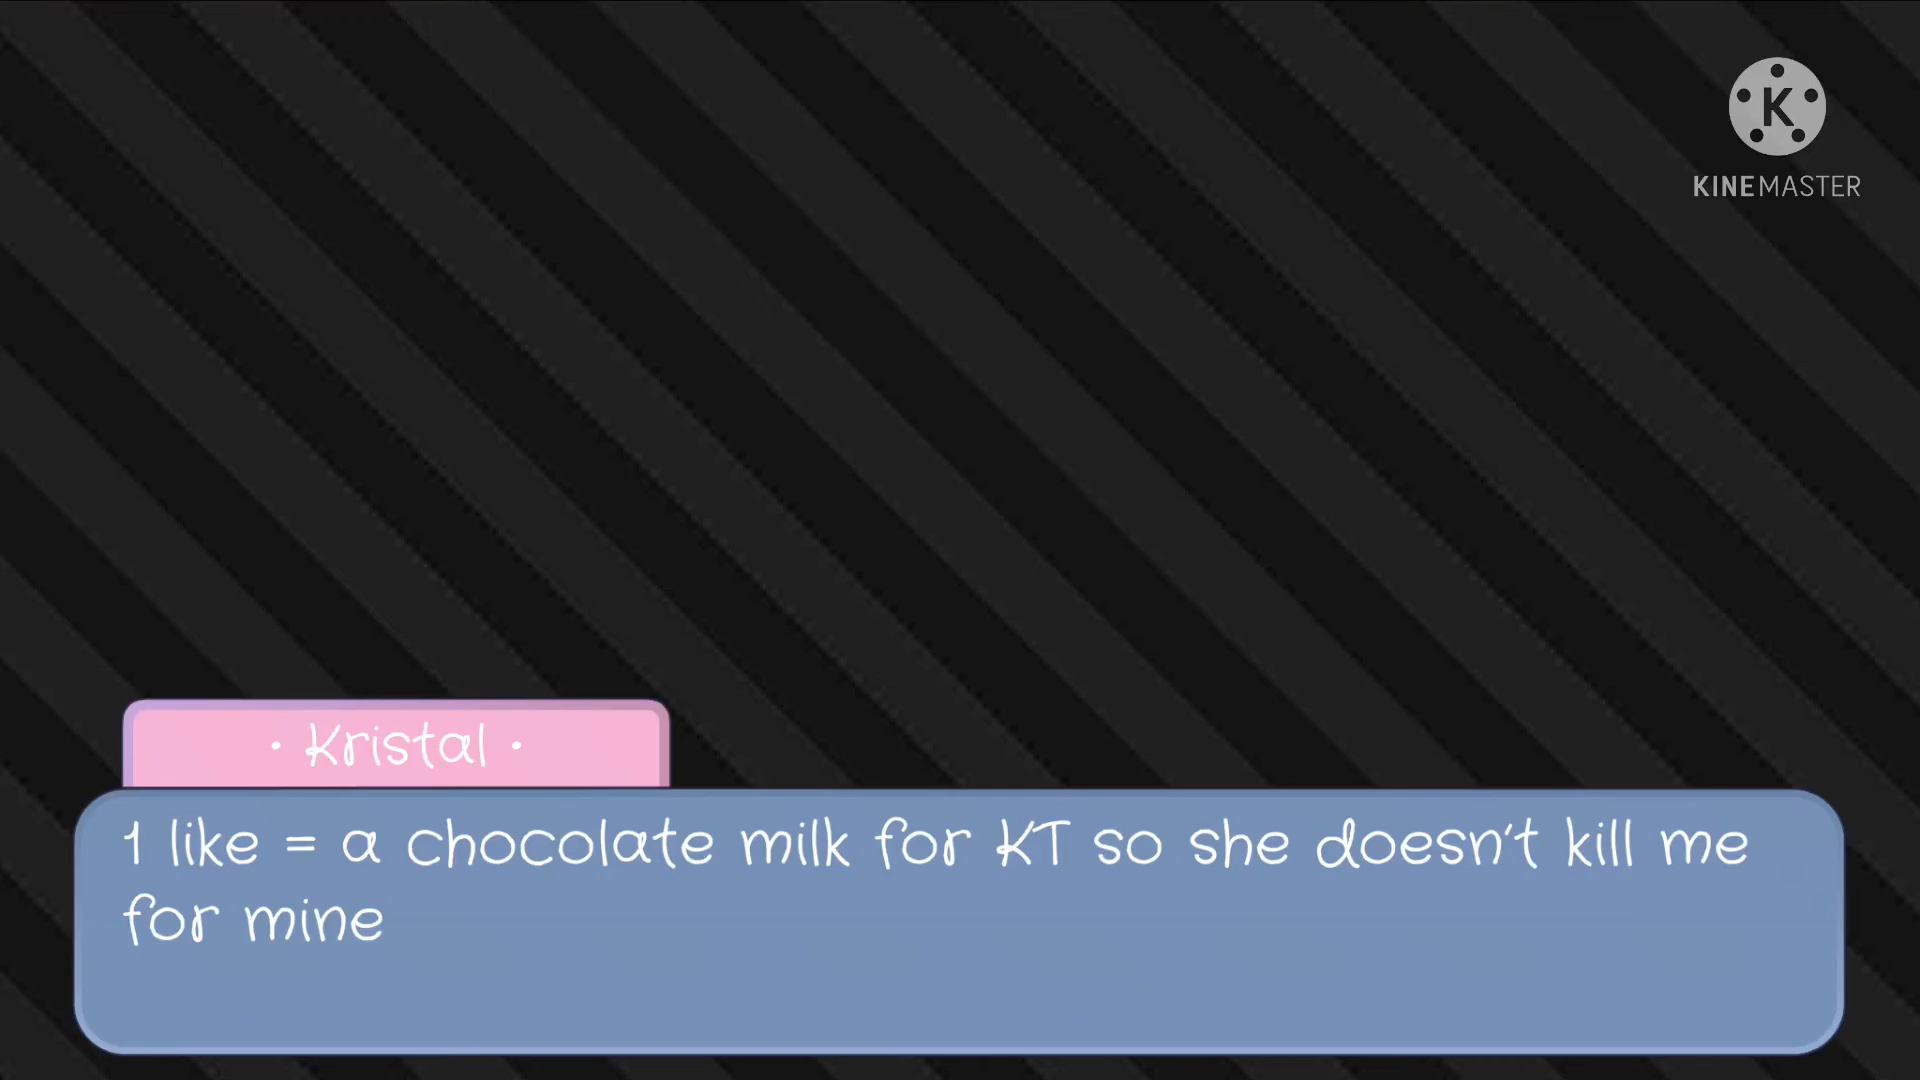 K
KINEMASTER
• Kristal •
1 like = a chocolate milk for KT so she doesn't kill me
for mine